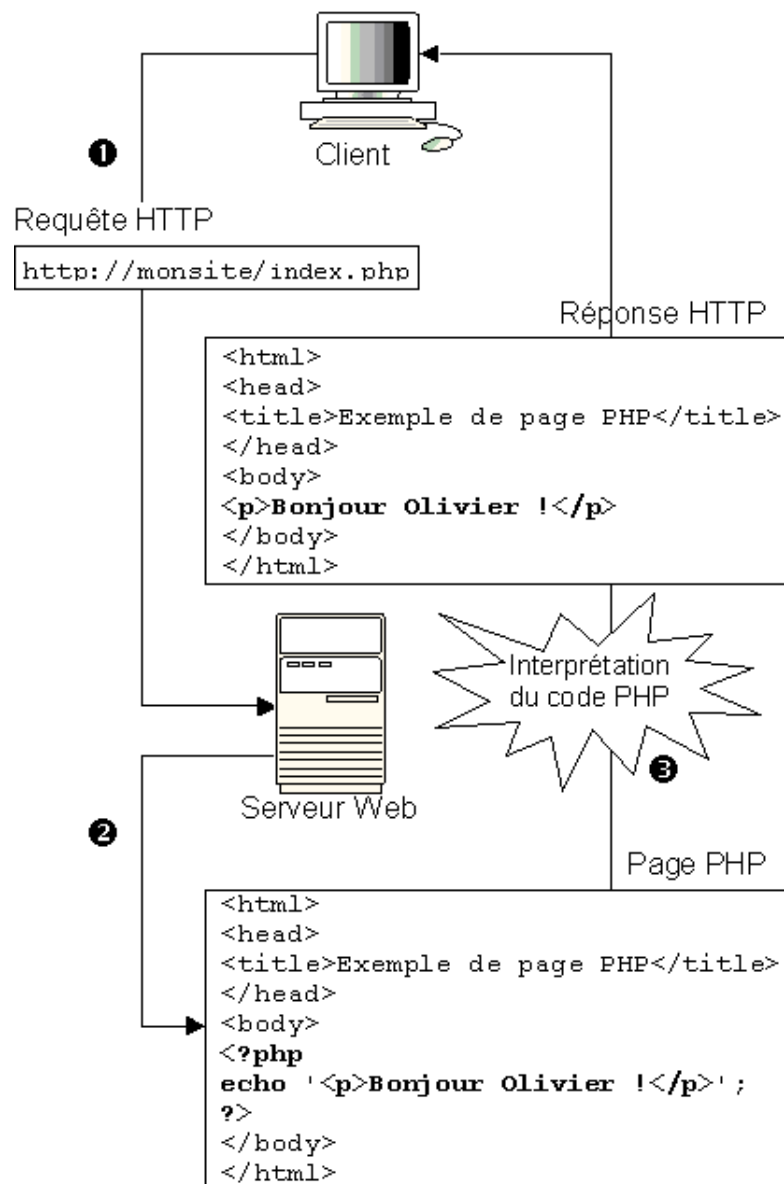 Client
❶
Requête HTTP
http://monsite/index.php
Réponse HTTP
<html>
<head>
<title>Exemple de page PHP</title>
</head>
<body>
<p>Bonjour Olivier !</p>
</body>
</html>
Interprétation
du code PHP
❸
Serveur Web
❷
Page PHP
<html>
<head>
<title>Exemple de page PHP</title>
</head>
<body>
<?php
echo '<p>Bonjour Olivier !</p>';
?>
</body>
</html>